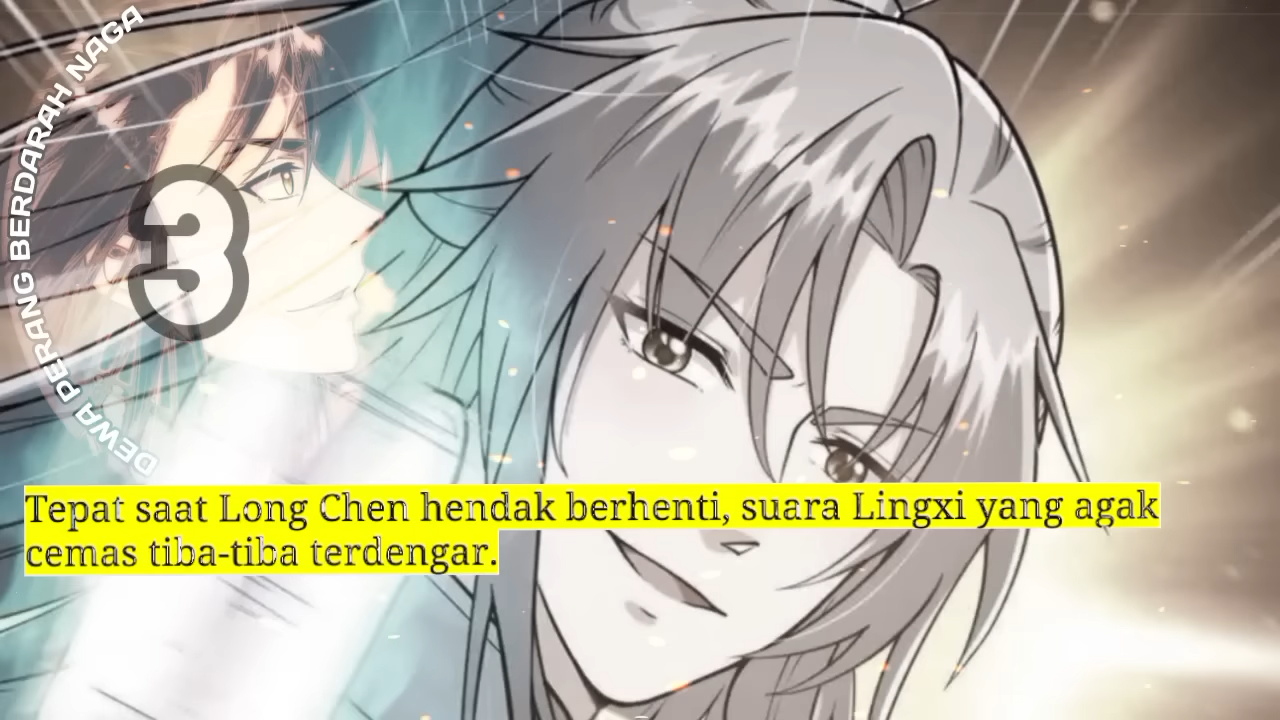 DEWA PERANG BERDARAH NAGA
3
Tepat saat Long Chen hendak berhenti, suara Lingxi yang agak
cemas tiba-tiba terdengar.